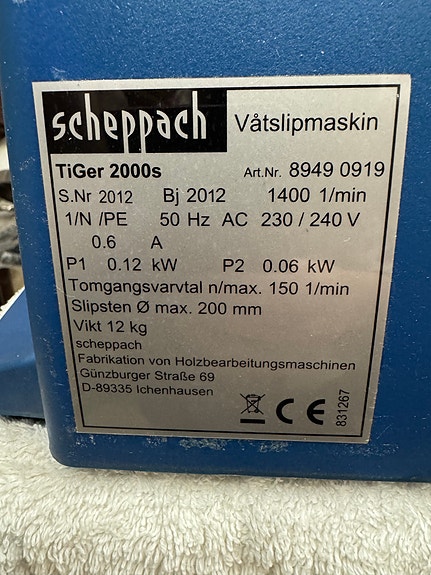 scheppach Våtslipmaskin
TiGer 2000s Art.Nr. 8949 0919
S.Nr 2012 Bj 2012 1400 1/min
1/N /PE 50 Hz AC 230 / 240 V
0.6 A
P1 0.12 kW P2 0.06 kW
Tomgangsvarvtal n/max. 150 1/min
Slipsten Ø max. 200 mm
Vikt 12 kg
scheppach
Fabrikation von Holzbearbeitungsmaschinen
Günzburger Straße 69
D-89335 Ichenhausen
CE
831267